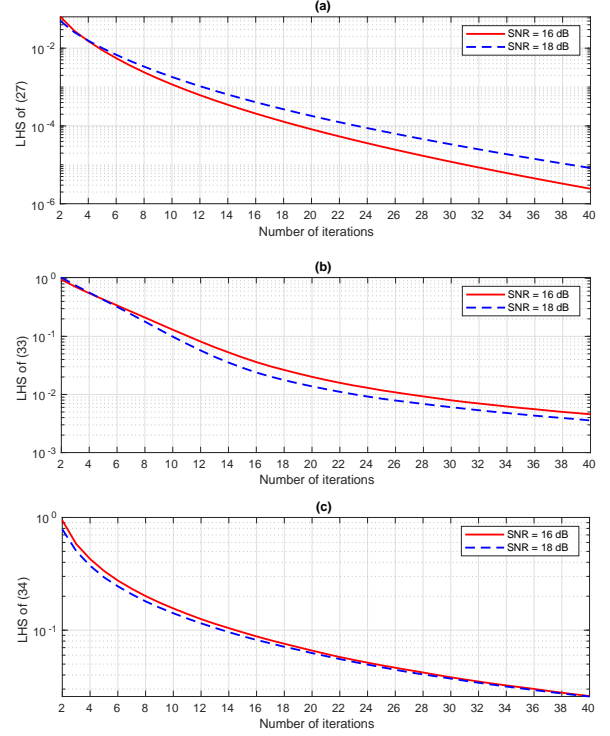 (a)
SNR = 16 dB
SNR = 18 dB
LHS of (27)
10-2
10-4
10-6
2 4 6 8 10 12 14 16 18 20 22 24 26 28 30 32 34 36 38 40
Number of iterations
(b)
SNR = 16 dB
SNR = 18 dB
LHS of (33)
100
10-1
10-2
10-3
2 4 6 8 10 12 14 16 18 20 22 24 26 28 30 32 34 36 38 40
Number of iterations
(c)
SNR = 16 dB
SNR = 18 dB
LHS of (34)
100
10-1
2 4 6 8 10 12 14 16 18 20 22 24 26 28 30 32 34 36 38 40
Number of iterations